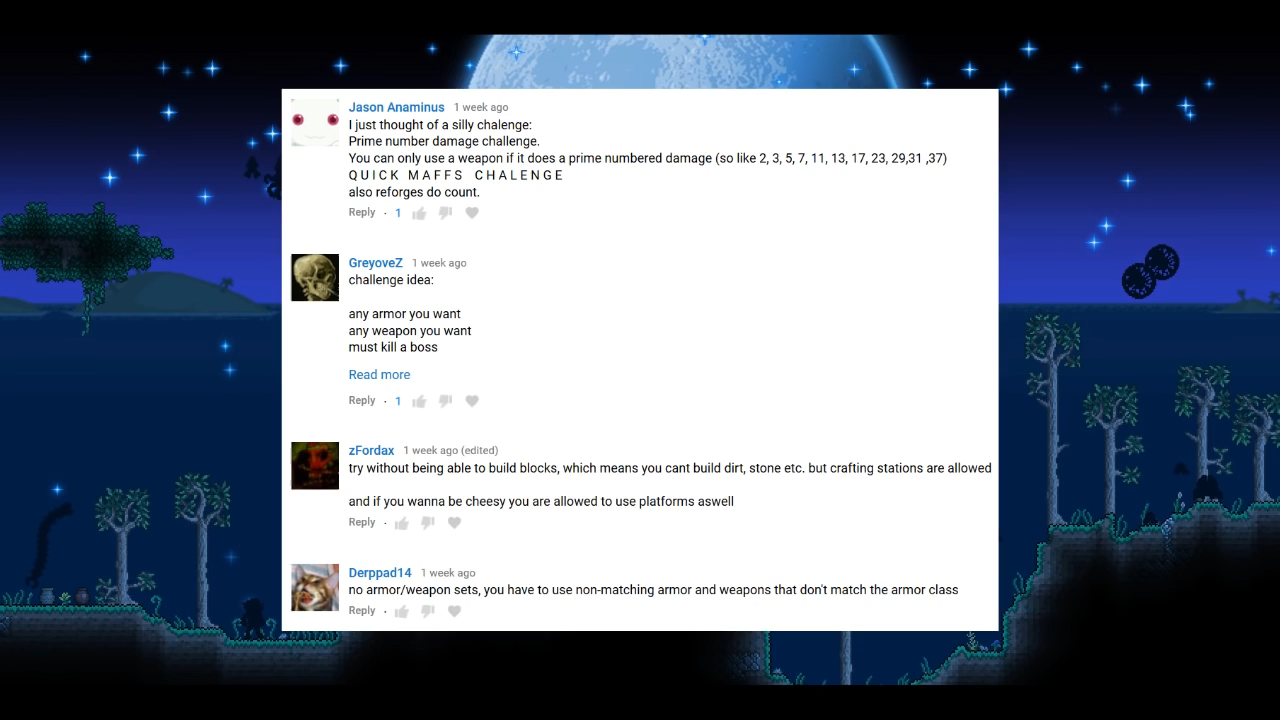 Jason Anaminus 1 week ago
I just thought of a silly chalenge:
Prime number damage challenge.
You can only use a weapon if it does a prime numbered damage (so like 2, 3, 5, 7, 11, 13, 17, 23, 29,31 ,37)
Q U I C K M A F F S C H A L E N G E
also reforges do count.
Reply · 1
GreyoveZ 1 week ago
challenge idea:
any armor you want
any weapon you want
must kill a boss
Read more
Reply · 1
zFordax 1 week ago (edited)
try without being able to build blocks, which means you cant build dirt, stone etc. but crafting stations are allowed
and if you wanna be cheesy you are allowed to use platforms aswell
Reply ·
Derppad14 1 week ago
no armor/weapon sets, you have to use non-matching armor and weapons that don't match the armor class
Reply ·